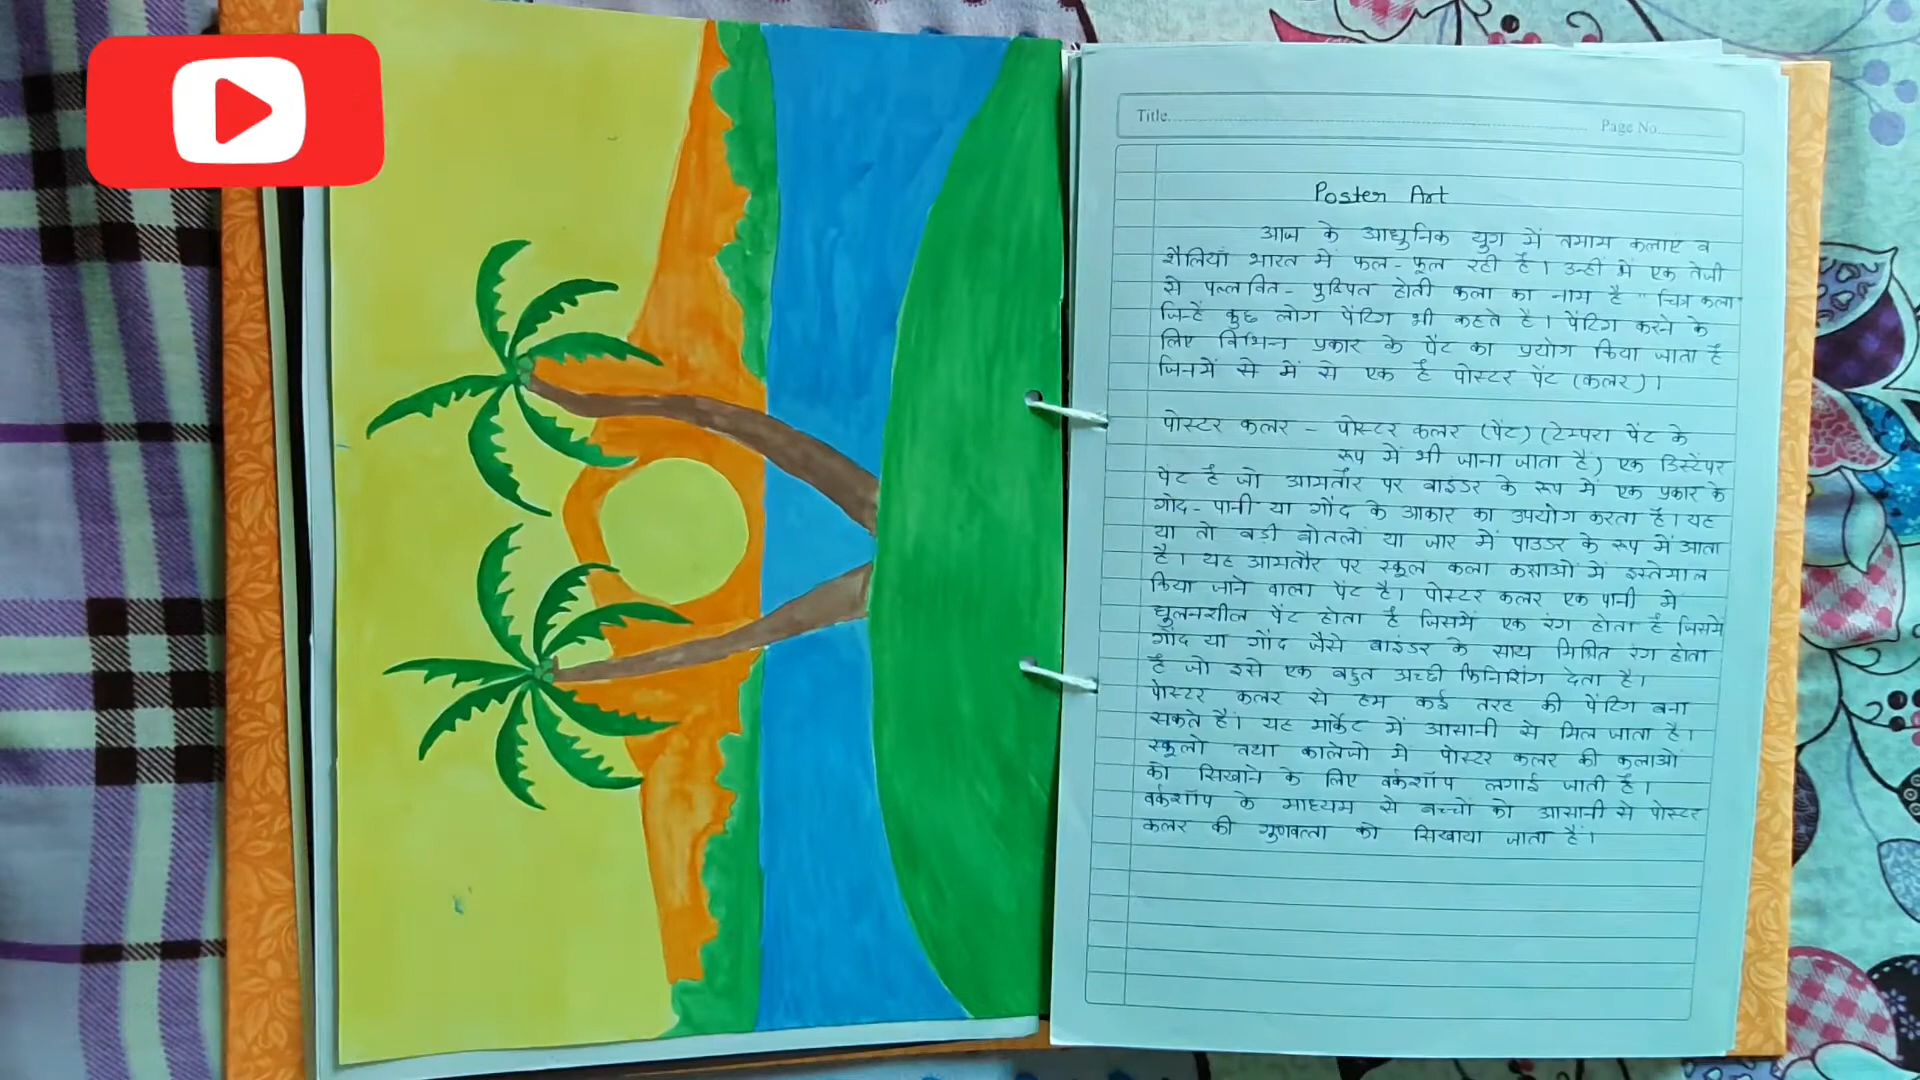 Title
Page No.
Poster Art
आज के आधुनिक युग में तमाम कलाएं व
शैलियाँ भारत में फल-फूल रही हैं। उन्हीं में एक तेजी
से पल्लवित-पुष्पित होती कला का नाम है "चित्रकला"
जिन्हें कुछ लोग पेंटिग भी कहते है। पेंटिग करने के
लिए विभिन्न प्रकार के पेंट का प्रयोग किया जाता है
जिनमें से में से एक है पोस्टर पेंट (कलर)।
पोस्टर कलर - पोस्टर कलर (पेंट) (टेम्परा पेंट के
रूप में भी जाना जाता है) एक डिस्टेंपर
पेंट है जो आमतौर पर बाइंडर के रूप में एक प्रकार के
गोंद-पानी या गोंद के आकार का उपयोग करता है। यह
या तो बडी बोतलों या जार में पाउडर के रूप में आता
है। यह आमतौर पर स्कूल कला कक्षाओं में इस्तेमाल
किया जाने वाला पेंट है। पोस्टर कलर एक पानी में
घुलनशील पेंट होता है जिसमें एक रंग होता है जिसमें
गोंद या गोंद जैसे बाइंडर के साथ मिश्रित रंग होता
है जो इसे एक बहुत अच्छी फिनिशिंग देता है।
पोस्टर कलर से हम कई तरह की पेंटिग बना
सकते हैं। यह मार्केट में आसानी से मिल जाता है।
स्कूलो तथा कालेजो मे पोस्टर कलर की कलाओं
को सिखाने के लिए वर्कशॉप लगाई जाती है।
वर्कशॉप के माध्यम से बच्चों को आसानी से पोस्टर
कलर की गुणवत्ता को सिखाया जाता हैं।